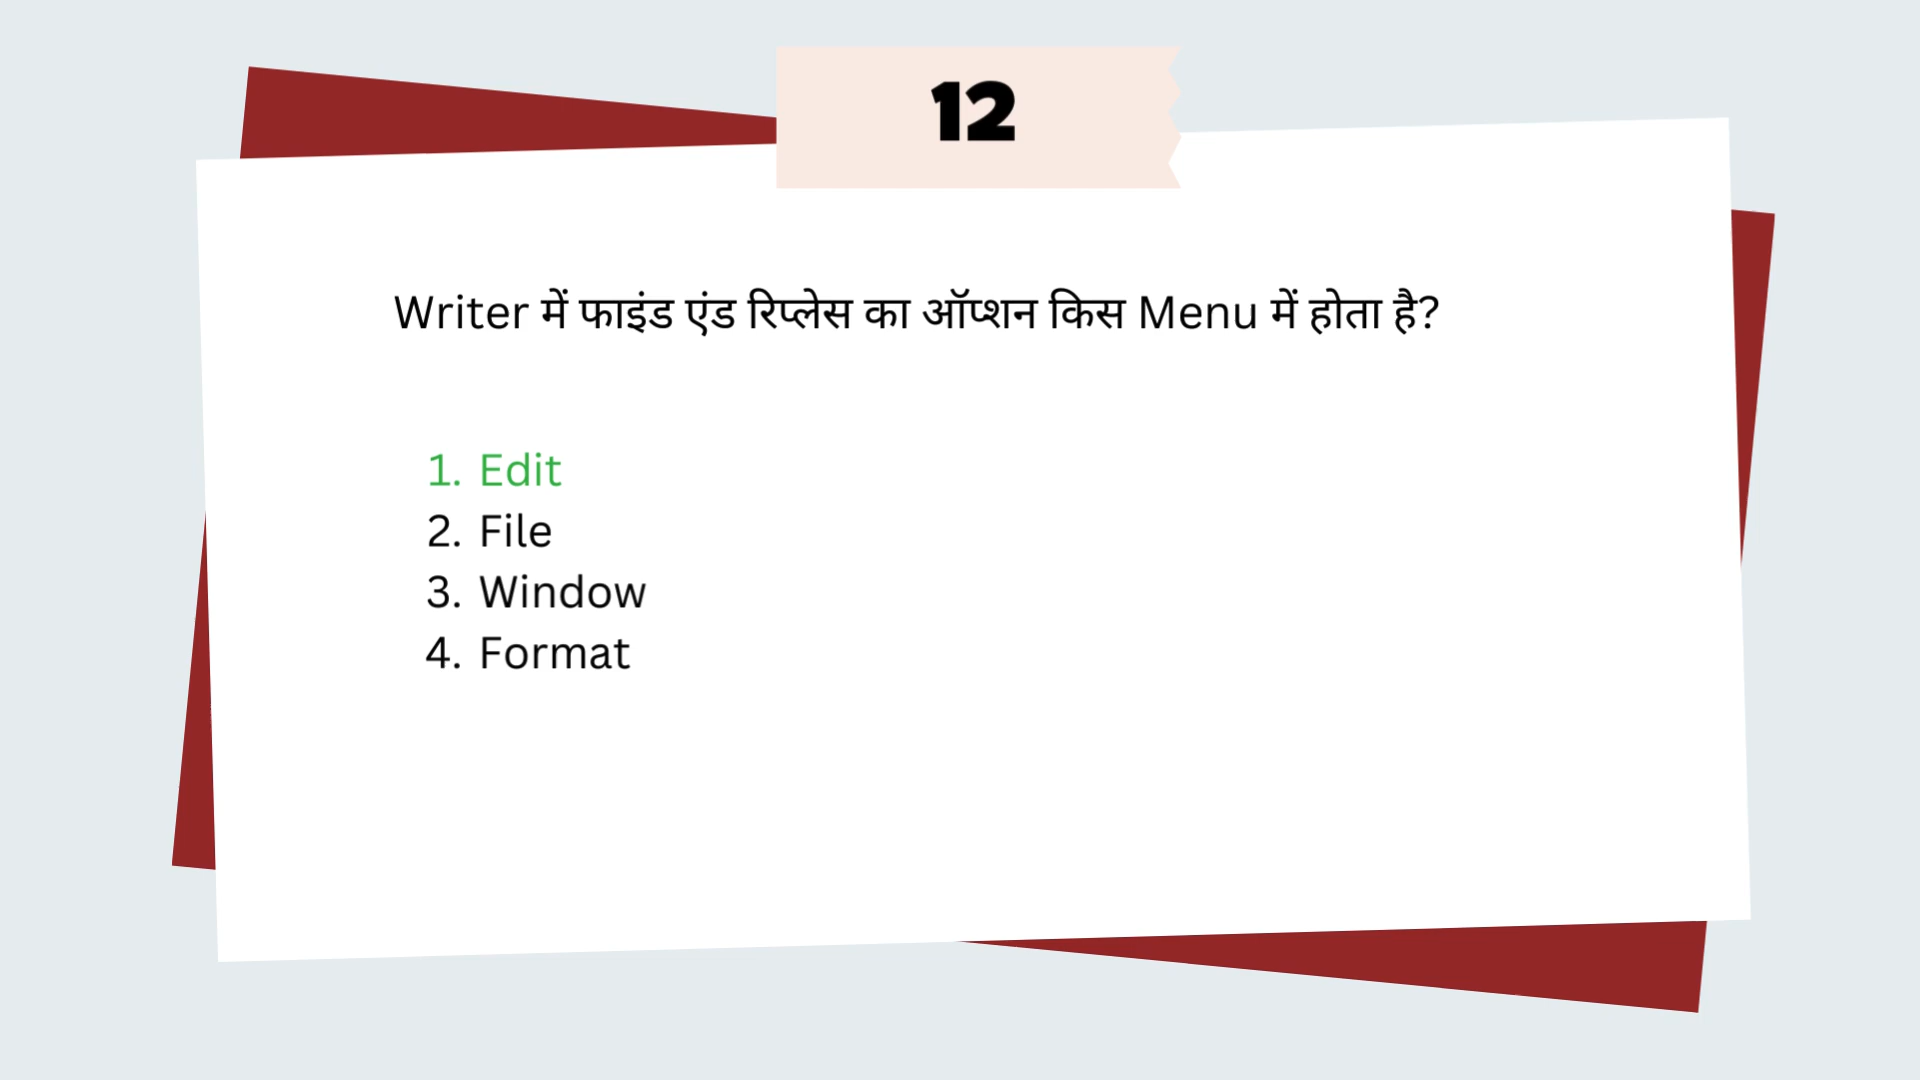 12
Writer में फाइंड एंड रिप्लेस का ऑप्शन किस Menu में होता है?
1. Edit
2. File
3. Window
4. Format